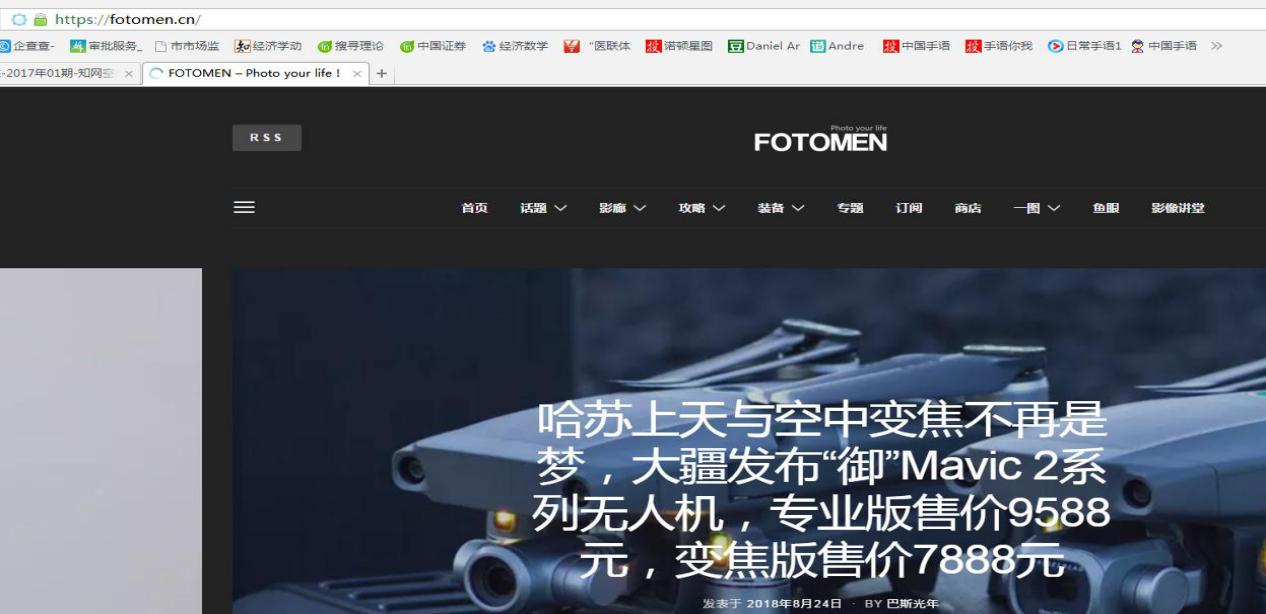 https://fotomen.cn/
企查查- 审批服务_ 市市场监 经济学动 搜寻理论 中国证券 经济数学 “医联体 诺顿星图 Daniel Ar Andre 中国手语 手语你我 日常手语1 中国手语
-2017年01期-知网空 FOTOMEN – Photo your life！
RSS
Photo your life
FOTOMEN
首页 话题 影廊 攻略 装备 专题 订阅 商店 一图 鱼眼 影像讲堂
哈苏上天与空中变焦不再是
梦，大疆发布“御”Mavic 2系
列无人机，专业版售价9588
元，变焦版售价7888元
发表于 2018年8月24日 · BY 巴斯光年